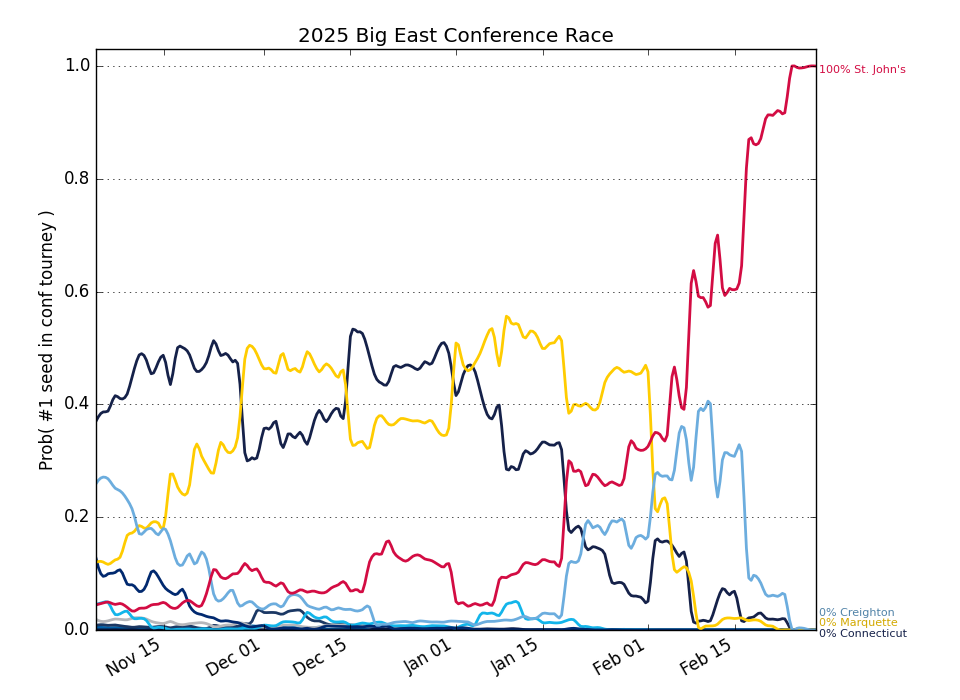 2025 Big East Conference Race
Prob( #1 seed in conf tourney )
1.0
0.8
0.6
0.4
0.2
0.0
100% St. John's
0% Creighton
0% Marquette
0% Connecticut
Nov 15
Dec 01
Dec 15
Jan 01
Jan 15
Feb 01
Feb 15